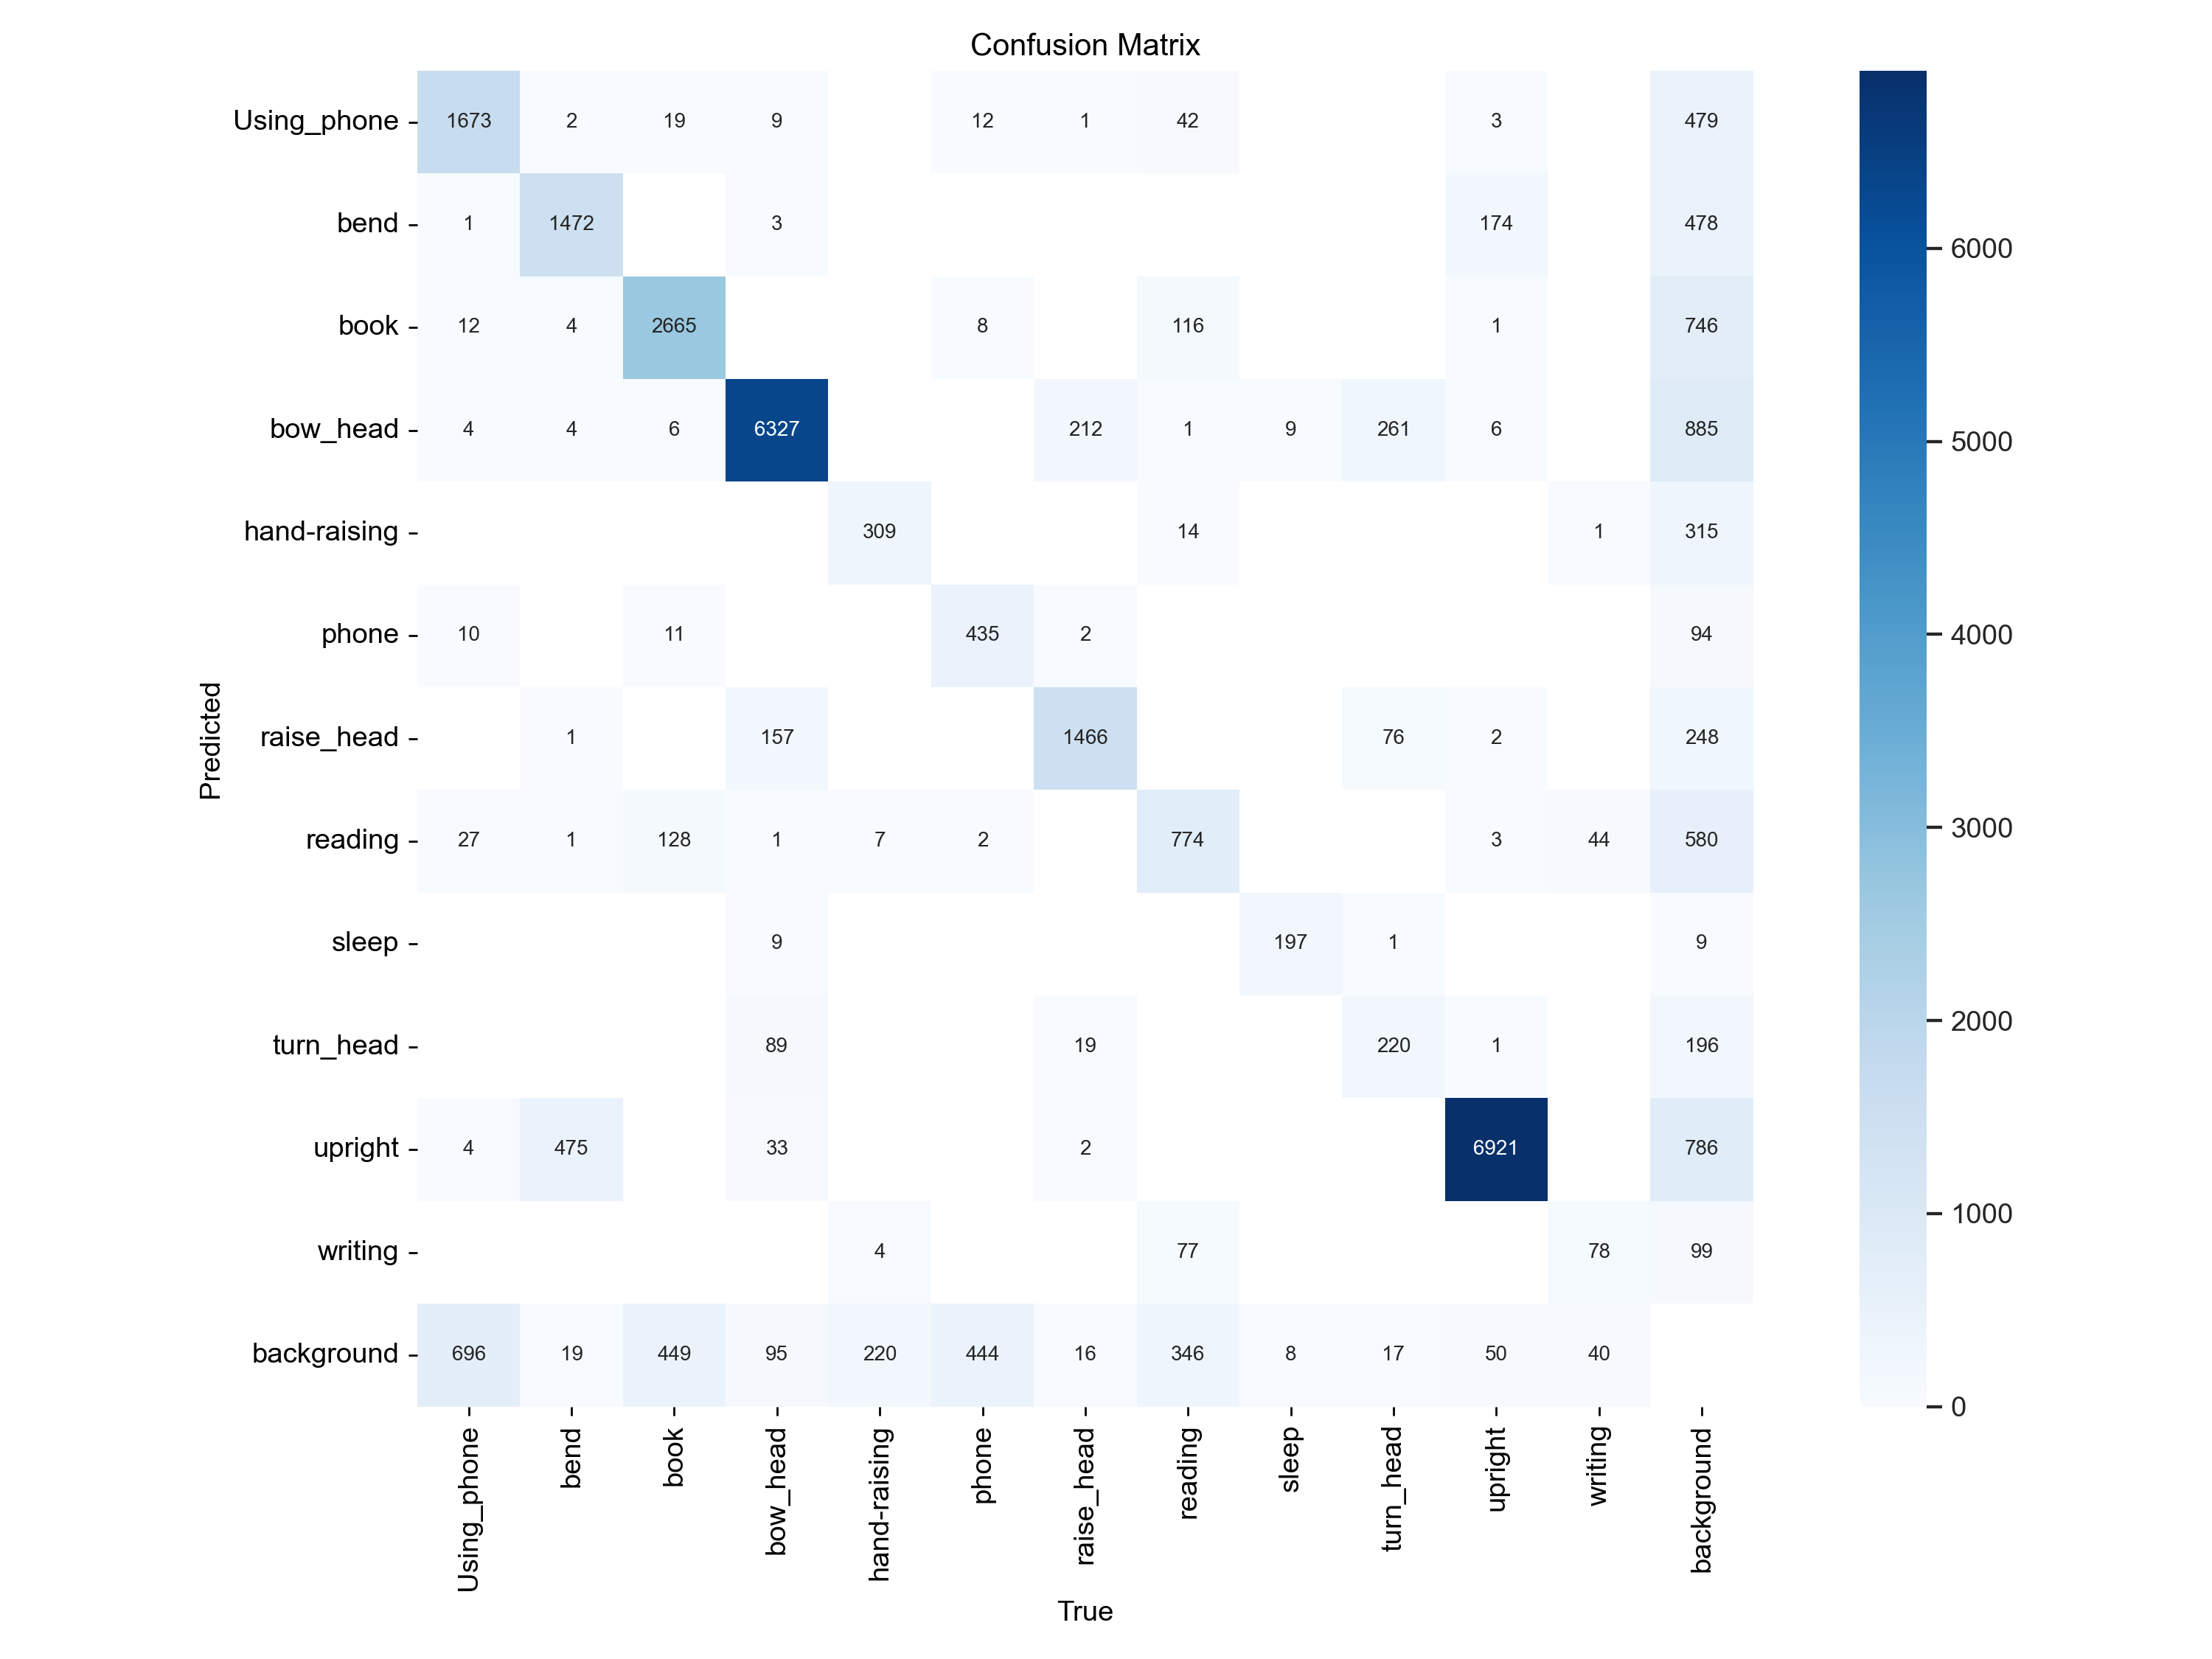 Confusion Matrix
Using_phone 1673 2 19 9 12 1 42 3 479
bend 1 1472 3 174 478 6000
book 12 4 2665 8 116 1 746
bow_head 4 4 6 6327 212 1 9 261 6 885 5000
hand-raising 309 14 1 315
phone 10 11 435 2 94 4000
Predicted
raise_head 1 157 1466 76 2 248
reading 27 1 128 1 7 2 774 3 44 580 3000
sleep 9 197 1 9
turn_head 89 19 220 1 196 2000
upright 4 475 33 2 6921 786
writing 4 77 78 99 1000
background 696 19 449 95 220 444 16 346 8 17 50 40
0
Using_phone bend book bow_head hand-raising phone raise_head reading sleep turn_head upright writing background
True